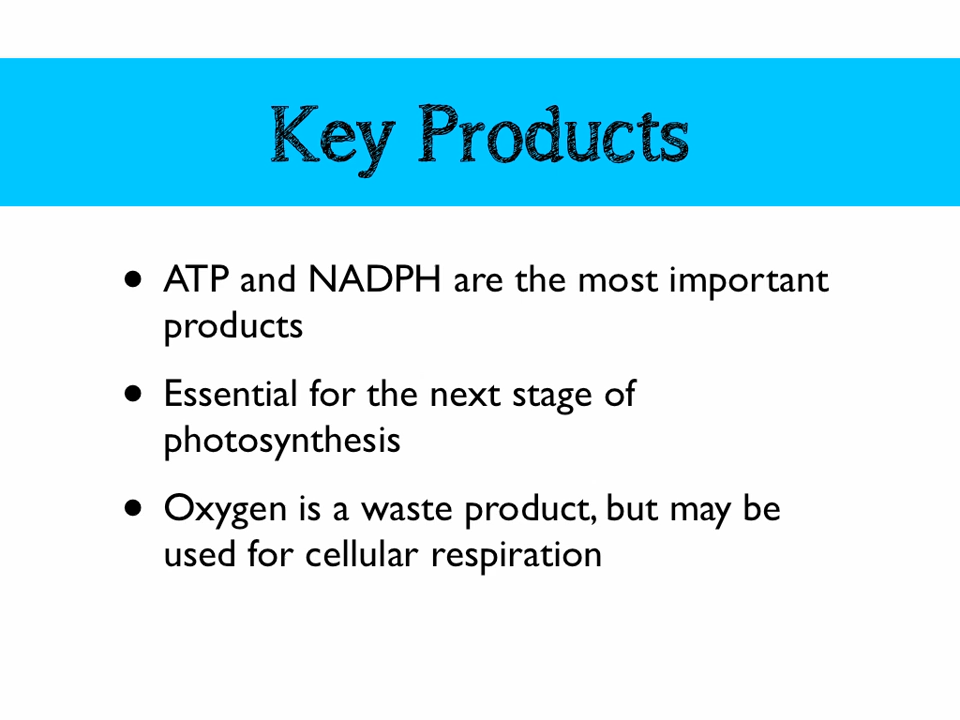 Key Products
• ATP and NADPH are the most important
products
• Essential for the next stage of
photosynthesis
• Oxygen is a waste product, but may be
used for cellular respiration